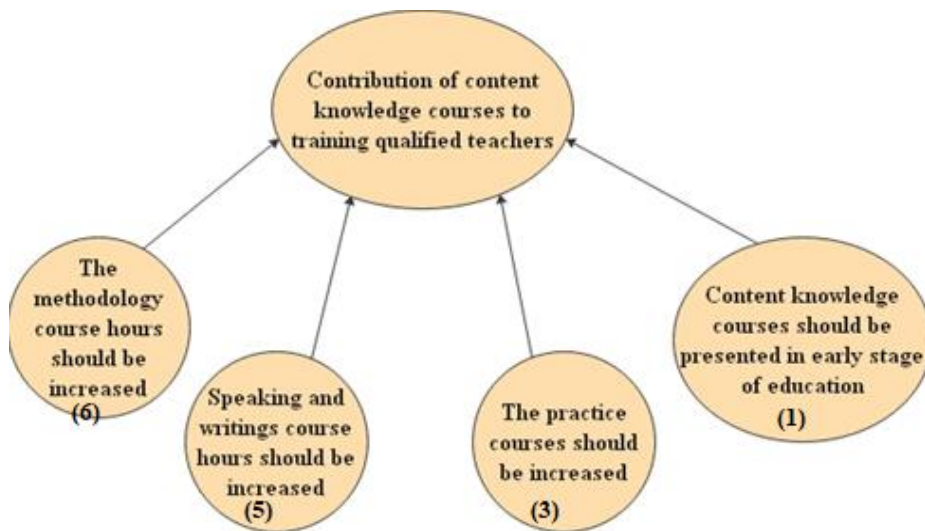 Contribution of content
knowledge courses to
training qualified teachers
The
methodology
course hours
should be
increased
(6)
Speaking and
writings course
hours should be
increased
(5)
The practice
courses should
be increased
(3)
Content knowledge
courses should be
presented in early stage
of education
(1)